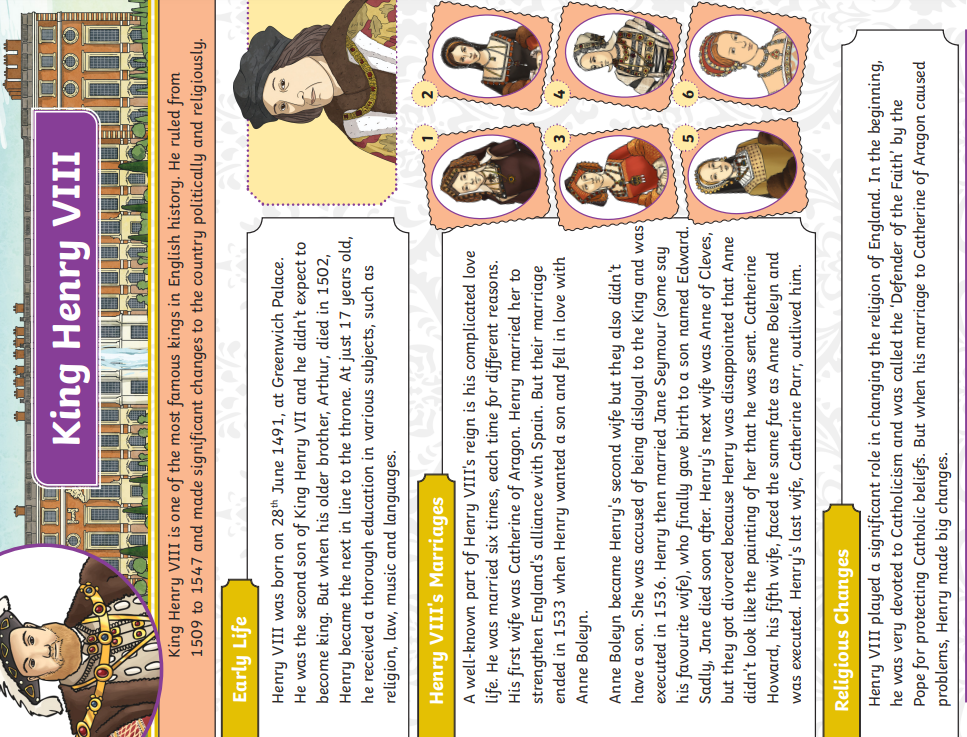 King Henry VIII
King Henry VIII is one of the most famous kings in English history. He ruled from
1509 to 1547 and made significant changes to the country politically and religiously.
Early Life
Henry VIII was born on 28th June 1491, at Greenwich Palace.
He was the second son of King Henry VII and he didn't expect to
become king. But when his older brother, Arthur, died in 1502,
Henry became the next in line to the throne. At just 17 years old,
he received a thorough education in various subjects, such as
religion, law, music and languages.
Henry VIII's Marriages
A well-known part of Henry VIII's reign is his complicated love
life. He was married six times, each time for different reasons.
His first wife was Catherine of Aragon. Henry married her to
strengthen England's alliance with Spain. But their marriage
ended in 1533 when Henry wanted a son and fell in love with
Anne Boleyn.
Anne Boleyn became Henry's second wife but they also didn't
have a son. She was accused of being disloyal to the King and was
executed in 1536. Henry then married Jane Seymour (some say
his favourite wife), who finally gave birth to a son named Edward.
Sadly, Jane died soon after. Henry's next wife was Anne of Cleves,
but they got divorced because Henry was disappointed that Anne
didn't look like the painting of her that he was sent. Catherine
Howard, his fifth wife, faced the same fate as Anne Boleyn and
was executed. Henry's last wife, Catherine Parr, outlived him.
1
2
3
4
5
6
Religious Changes
Henry VIII played a significant role in changing the religion of England. In the beginning,
he was very devoted to Catholicism and was called the 'Defender of the Faith' by the
Pope for protecting Catholic beliefs. But when his marriage to Catherine of Aragon caused
problems, Henry made big changes.